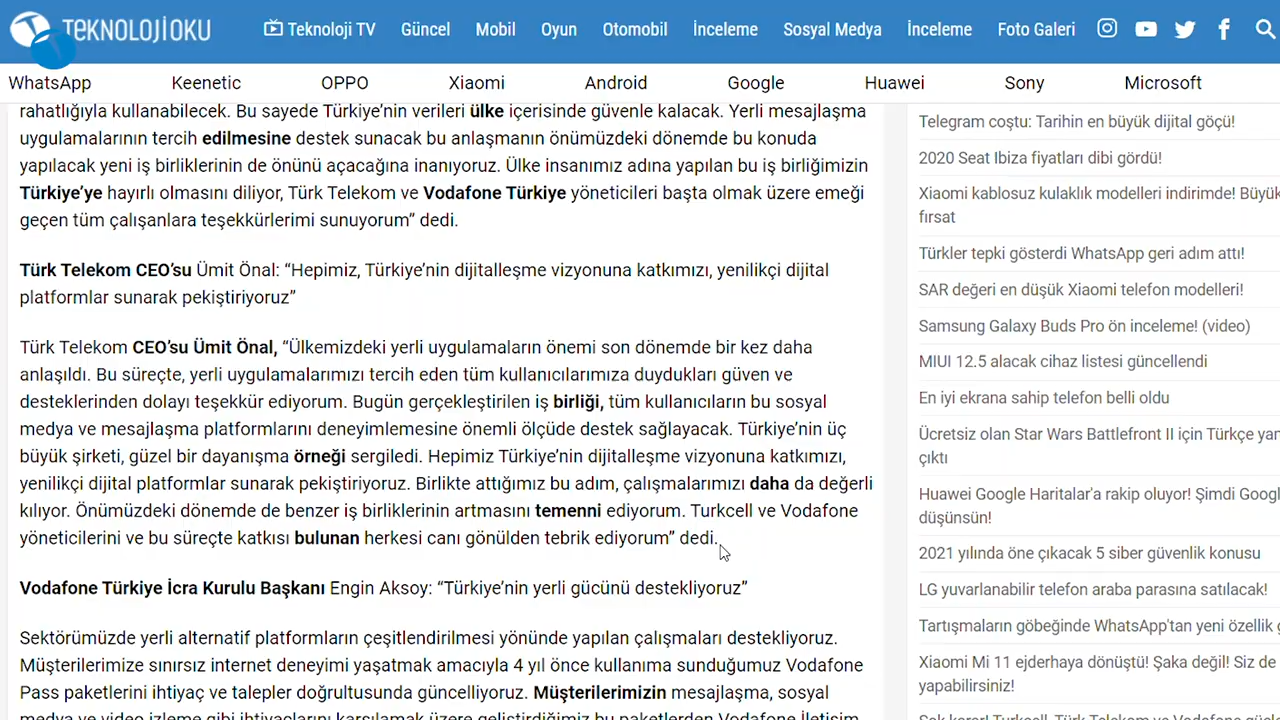 TEKNOLOJİOKU
Teknoloji TV Güncel Mobil Oyun Otomobil İnceleme Sosyal Medya İnceleme Foto Galeri
WhatsApp Keenetic OPPO Xiaomi Android Google Huawei Sony Microsoft
rahatlığıyla kullanabilecek. Bu sayede Türkiye’nin verileri ülke içerisinde güvenle kalacak. Yerli mesajlaşma
uygulamalarının tercih edilmesine destek sunacak bu anlaşmanın önümüzdeki dönemde bu konuda
yapılacak yeni iş birliklerinin de önünü açacağına inanıyoruz. Ülke insanımız adına yapılan bu iş birliğimizin
Türkiye’ye hayırlı olmasını diliyor, Türk Telekom ve Vodafone Türkiye yöneticileri başta olmak üzere emeği
geçen tüm çalışanlara teşekkürlerimi sunuyorum” dedi.
Türk Telekom CEO’su Ümit Önal: “Hepimiz, Türkiye’nin dijitalleşme vizyonuna katkımızı, yenilikçi dijital
platformlar sunarak pekiştiriyoruz”
Türk Telekom CEO’su Ümit Önal, “Ülkemizdeki yerli uygulamaların önemi son dönemde bir kez daha
anlaşıldı. Bu süreçte, yerli uygulamalarımızı tercih eden tüm kullanıcılarımıza duydukları güven ve
desteklerinden dolayı teşekkür ediyorum. Bugün gerçekleştirilen iş birliği, tüm kullanıcıların bu sosyal
medya ve mesajlaşma platformlarını deneyimlemesine önemli ölçüde destek sağlayacak. Türkiye’nin üç
büyük şirketi, güzel bir dayanışma örneği sergiledi. Hepimiz Türkiye’nin dijitalleşme vizyonuna katkımızı,
yenilikçi dijital platformlar sunarak pekiştiriyoruz. Birlikte attığımız bu adım, çalışmalarımızı daha da değerli
kılıyor. Önümüzdeki dönemde de benzer iş birliklerinin artmasını temenni ediyorum. Turkcell ve Vodafone
yöneticilerini ve bu süreçte katkısı bulunan herkesi canı gönülden tebrik ediyorum” dedi.
Vodafone Türkiye İcra Kurulu Başkanı Engin Aksoy: “Türkiye’nin yerli gücünü destekliyoruz”
Sektörümüzde yerli alternatif platformların çeşitlendirilmesi yönünde yapılan çalışmaları destekliyoruz.
Müşterilerimize sınırsız internet deneyimi yaşatmak amacıyla 4 yıl önce kullanıma sunduğumuz Vodafone
Pass paketlerini ihtiyaç ve talepler doğrultusunda güncelliyoruz. Müşterilerimizin mesajlaşma, sosyal
medya ve video izleme gibi ihtiyaçlarını karşılamak üzere geliştirdiğimiz bu paketlerden Vodafone İletişim
Telegram coştu: Tarihin en büyük dijital göçü!
2020 Seat Ibiza fiyatları dibi gördü!
Xiaomi kablosuz kulaklık modelleri indirimde! Büyük
fırsat
Türkler tepki gösterdi WhatsApp geri adım attı!
SAR değeri en düşük Xiaomi telefon modelleri!
Samsung Galaxy Buds Pro ön inceleme! (video)
MIUI 12.5 alacak cihaz listesi güncellendi
En iyi ekrana sahip telefon belli oldu
Ücretsiz olan Star Wars Battlefront II için Türkçe yan
çıktı
Huawei Google Haritalar'a rakip oluyor! Şimdi Googl
düşünsün!
2021 yılında öne çıkacak 5 siber güvenlik konusu
LG yuvarlanabilir telefon araba parasına satılacak!
Tartışmaların göbeğinde WhatsApp'tan yeni özellik g
Xiaomi Mi 11 ejderhaya dönüştü! Şaka değil! Siz de
yapabilirsiniz!
Şok karar! Turkcell, Türk Telekom ve Vodafone